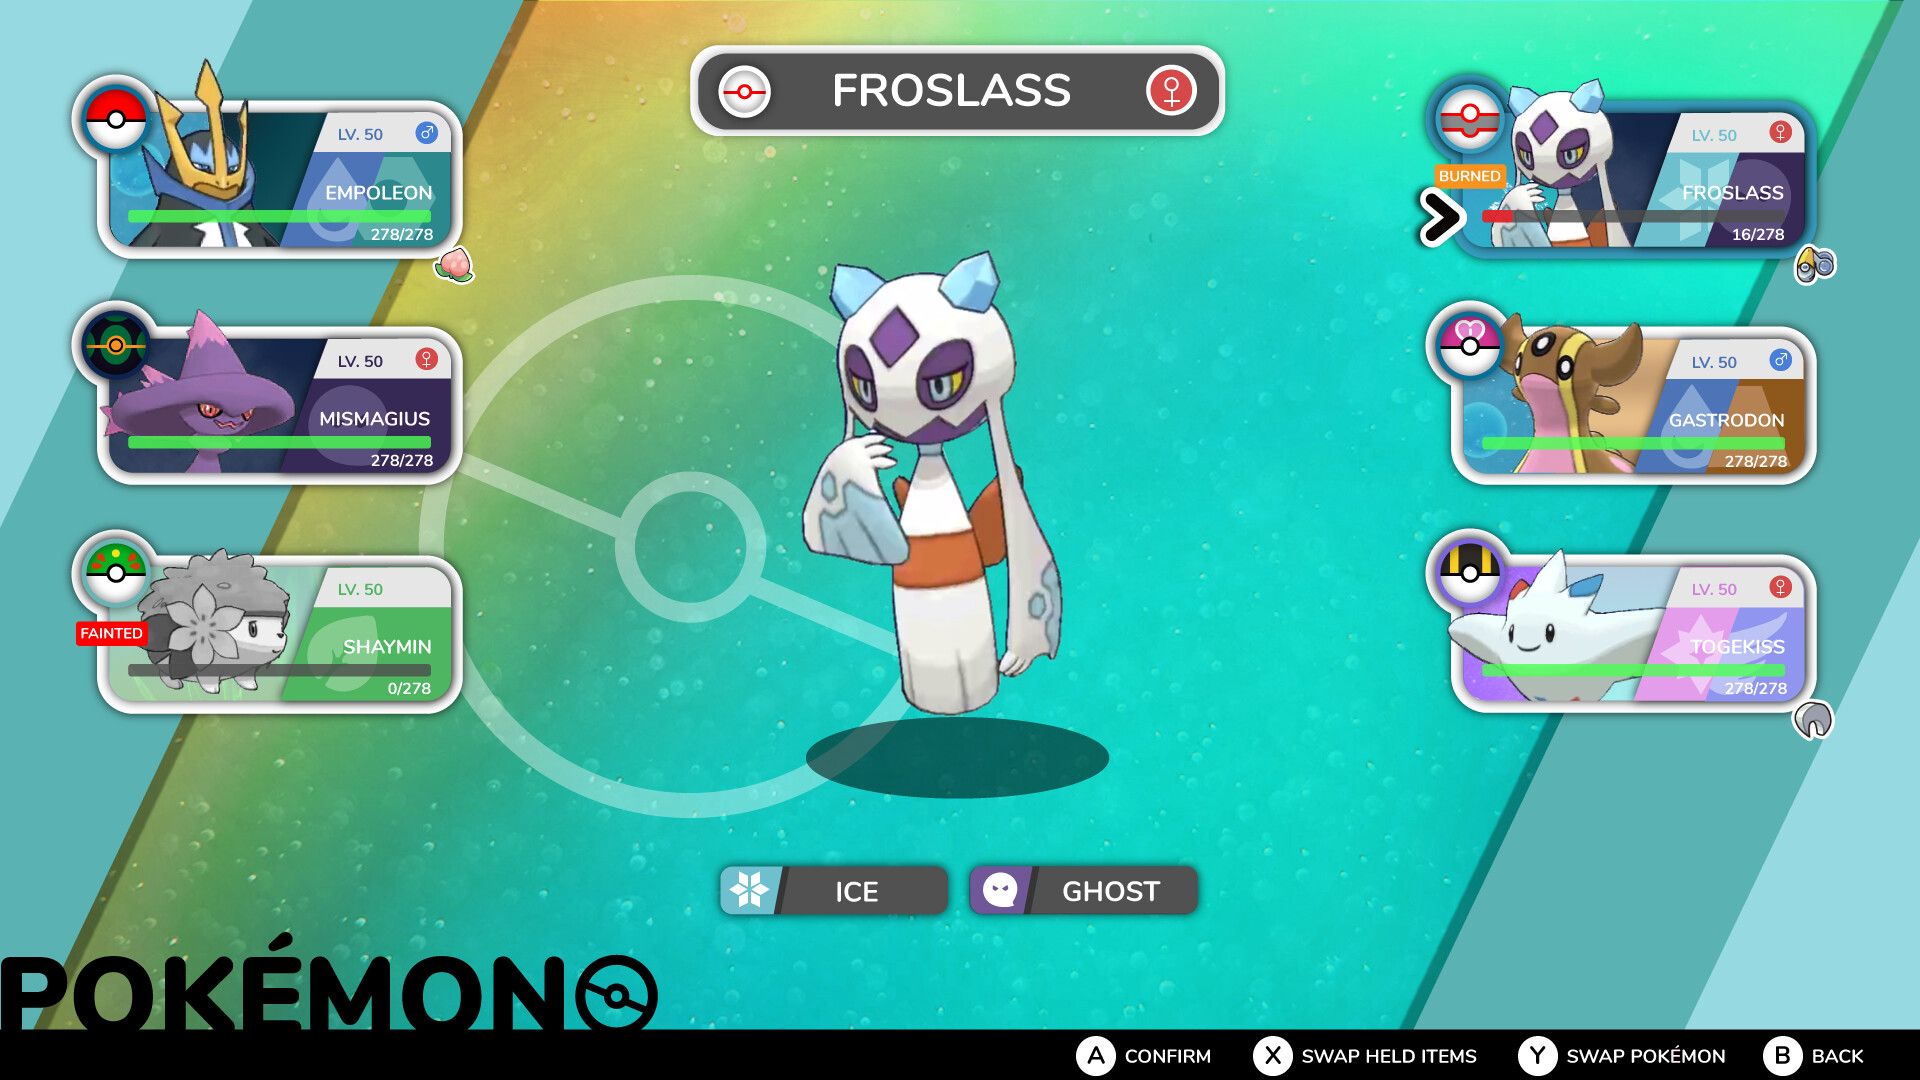 FROSLASS
LV. 50
EMPOLEON
278/278
LV. 50
MISMAGIUS
278/278
LV. 50
FAINTED
SHAYMIN
0/278
LV. 50
BURNED
FROSLASS
16/278
LV. 50
GASTRODON
278/278
LV. 50
TOGEKISS
278/278
ICE
GHOST
POKÉMON
A CONFIRM X SWAP HELD ITEMS Y SWAP POKÉMON B BACK